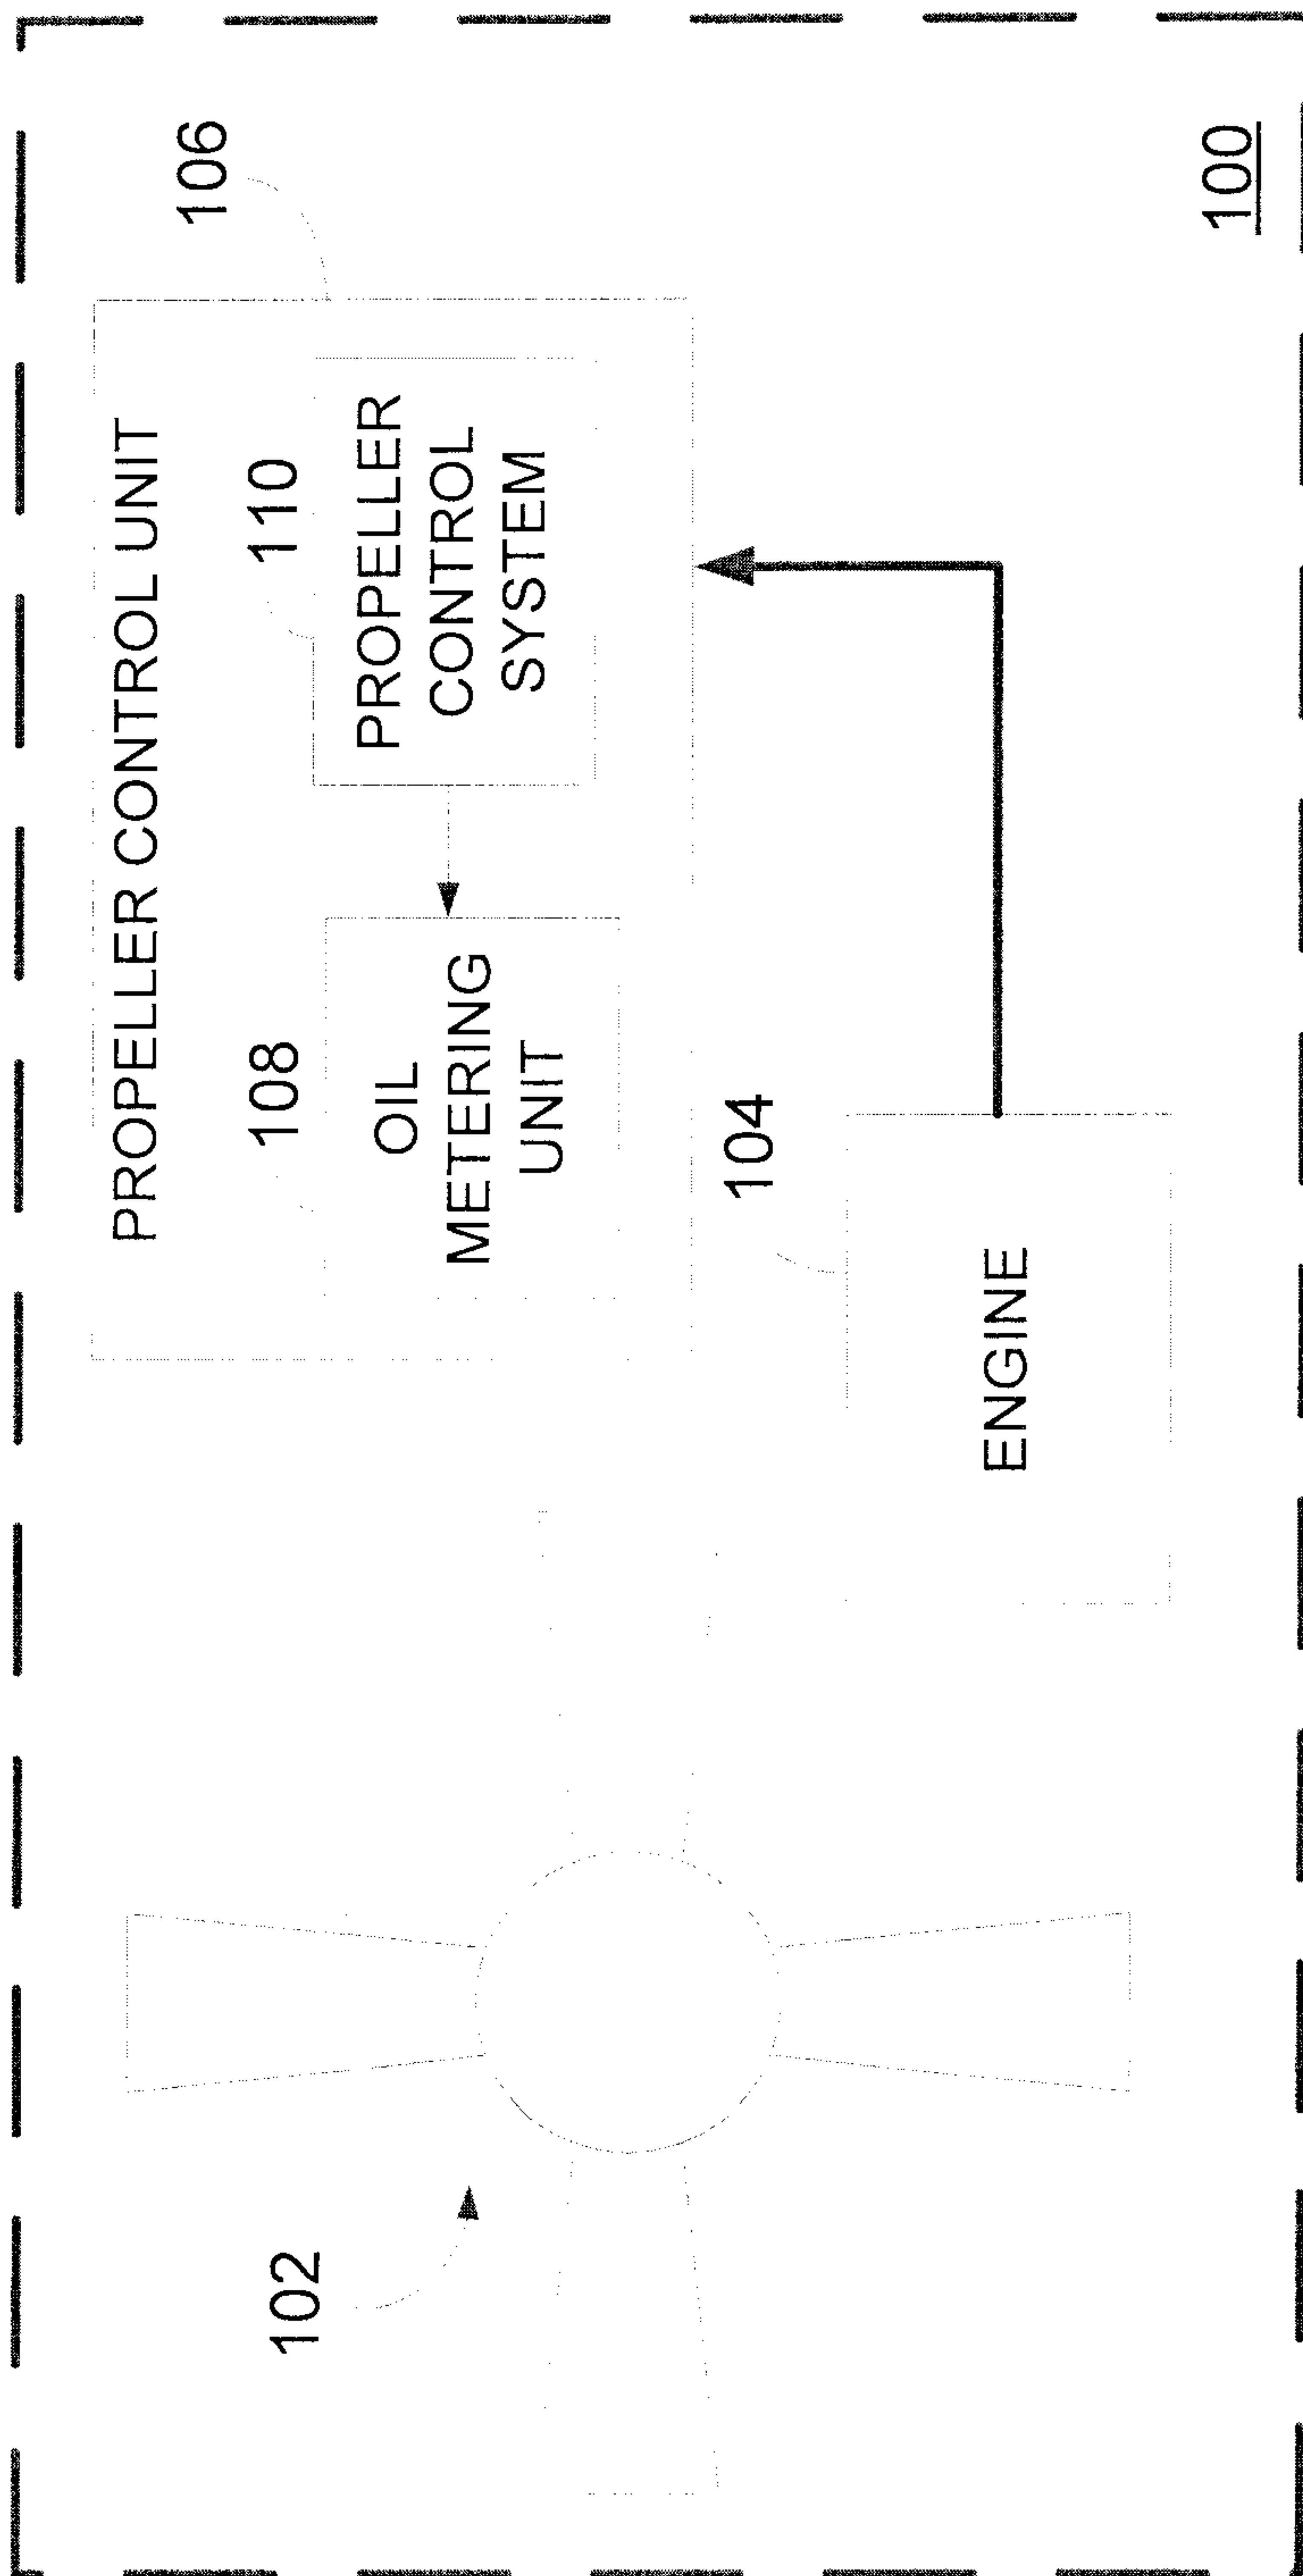 106
PROPELLER CONTROL UNIT
110
PROPELLER
CONTROL
SYSTEM
108
OIL
METERING
UNIT
104
ENGINE
102
100